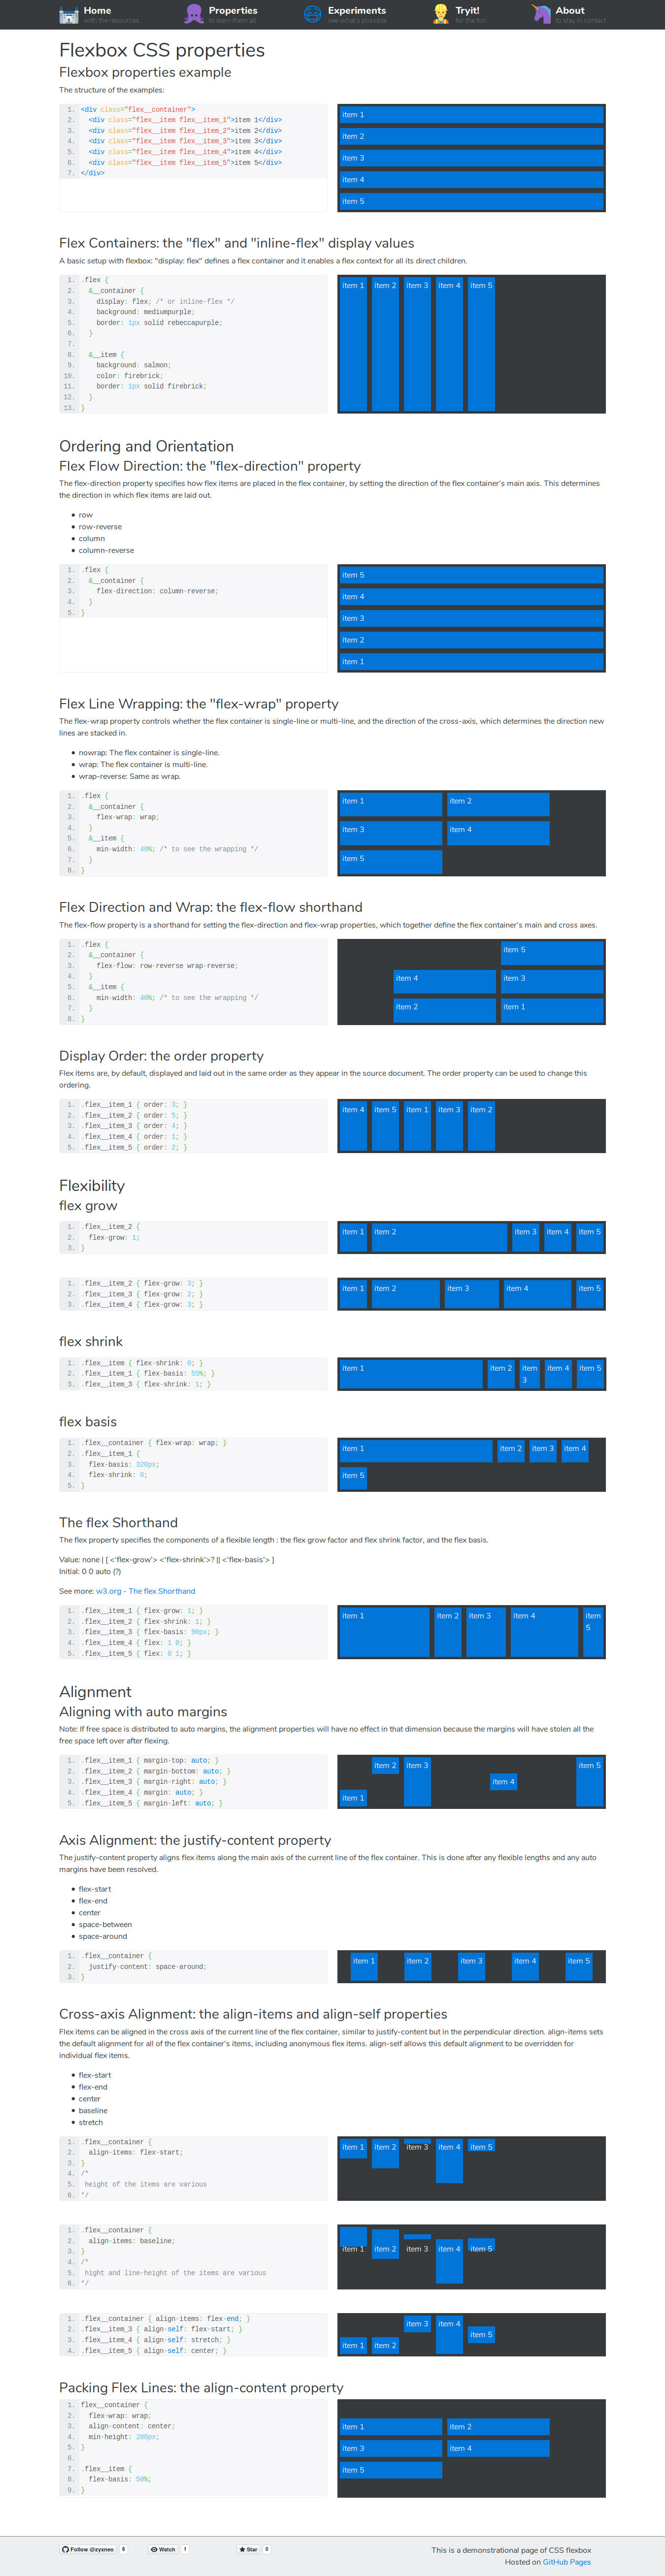 Home
with the resources
Properties
to learn them all
Experiments
see what's possible
Tryit!
for the fun
About
to stay in contact
Flexbox CSS properties
Flexbox properties example
The structure of the examples:
1. <div class="flex__container">
2. <div class="flex__item flex__item_1">item 1</div>
3. <div class="flex__item flex__item_2">item 2</div>
4. <div class="flex__item flex__item_3">item 3</div>
5. <div class="flex__item flex__item_4">item 4</div>
6. <div class="flex__item flex__item_5">item 5</div>
7. </div>
item 1
item 2
item 3
item 4
item 5
Flex Containers: the "flex" and "inline-flex" display values
A basic setup with flexbox: "display: flex" defines a flex container and it enables a flex context for all its direct children.
1. .flex {
2. &__container {
3. display: flex; /* or inline-flex */
4. background: mediumpurple;
5. border: 1px solid rebeccapurple;
6. }
7.
8. &__item {
9. background: salmon;
10. color: firebrick;
11. border: 1px solid firebrick;
12. }
13. }
item 1 item 2 item 3 item 4 item 5
Ordering and Orientation
Flex Flow Direction: the "flex-direction" property
The flex-direction property specifies how flex items are placed in the flex container, by setting the direction of the flex container's main axis. This determines
the direction in which flex items are laid out.
row
row-reverse
column
column-reverse
1. .flex {
2. &__container {
3. flex-direction: column-reverse;
4. }
5. }
item 5
item 4
item 3
item 2
item 1
Flex Line Wrapping: the "flex-wrap" property
The flex-wrap property controls whether the flex container is single-line or multi-line, and the direction of the cross-axis, which determines the direction new
lines are stacked in.
nowrap: The flex container is single-line.
wrap: The flex container is multi-line.
wrap-reverse: Same as wrap.
1. .flex {
2. &__container {
3. flex-wrap: wrap;
4. }
5. &__item {
6. min-width: 40%; /* to see the wrapping */
7. }
8. }
item 1 item 2
item 3 item 4
item 5
Flex Direction and Wrap: the flex-flow shorthand
The flex-flow property is a shorthand for setting the flex-direction and flex-wrap properties, which together define the flex container's main and cross axes.
1. .flex {
2. &__container {
3. flex-flow: row-reverse wrap-reverse;
4. }
5. &__item {
6. min-width: 40%; /* to see the wrapping */
7. }
8. }
item 5
item 4 item 3
item 2 item 1
Display Order: the order property
Flex items are, by default, displayed and laid out in the same order as they appear in the source document. The order property can be used to change this
ordering.
1. .flex__item_1 { order: 3; }
2. .flex__item_2 { order: 5; }
3. .flex__item_3 { order: 4; }
4. .flex__item_4 { order: 1; }
5. .flex__item_5 { order: 2; }
item 4 item 5 item 1 item 3 item 2
Flexibility
flex grow
1. .flex__item_2 {
2. flex-grow: 1;
3. }
item 1 item 2 item 3 item 4 item 5
1. .flex__item_2 { flex-grow: 3; }
2. .flex__item_3 { flex-grow: 2; }
3. .flex__item_4 { flex-grow: 3; }
item 1 item 2 item 3 item 4 item 5
flex shrink
1. .flex__item { flex-shrink: 0; }
2. .flex__item_1 { flex-basis: 55%; }
3. .flex__item_3 { flex-shrink: 1; }
item 1 item 2 item 3 item 4 item 5
flex basis
1. .flex__container { flex-wrap: wrap; }
2. .flex__item_1 {
3. flex-basis: 320px;
4. flex-shrink: 0;
5. }
item 1 item 2 item 3 item 4
item 5
The flex Shorthand
The flex property specifies the components of a flexible length : the flex grow factor and flex shrink factor, and the flex basis.
Value: none | [ <'flex-grow'> <'flex-shrink'>? || <'flex-basis'> ]
Initial: 0 0 auto (?)
See more: w3.org - The flex Shorthand
1. .flex__item_1 { flex-grow: 1; }
2. .flex__item_2 { flex-shrink: 1; }
3. .flex__item_3 { flex-basis: 90px; }
4. .flex__item_4 { flex: 1 0; }
5. .flex__item_5 { flex: 0 1; }
item 1 item 2 item 3 item 4 item 5
Alignment
Aligning with auto margins
Note: If free space is distributed to auto margins, the alignment properties will have no effect in that dimension because the margins will have stolen all the
free space left over after flexing.
1. .flex__item_1 { margin-top: auto; }
2. .flex__item_2 { margin-bottom: auto; }
3. .flex__item_3 { margin-right: auto; }
4. .flex__item_4 { margin: auto; }
5. .flex__item_5 { margin-left: auto; }
item 2 item 3 item 5
item 4
item 1
Axis Alignment: the justify-content property
The justify-content property aligns flex items along the main axis of the current line of the flex container. This is done after any flexible lengths and any auto
margins have been resolved.
flex-start
flex-end
center
space-between
space-around
1. .flex__container {
2. justify-content: space-around;
3. }
item 1 item 2 item 3 item 4 item 5
Cross-axis Alignment: the align-items and align-self properties
Flex items can be aligned in the cross axis of the current line of the flex container, similar to justify-content but in the perpendicular direction. align-items sets
the default alignment for all of the flex container's items, including anonymous flex items. align-self allows this default alignment to be overridden for
individual flex items.
flex-start
flex-end
center
baseline
stretch
1. .flex__container {
2. align-items: flex-start;
3. }
4. /*
5. height of the items are various
6. */
item 1 item 2 item 3 item 4 item 5
1. .flex__container {
2. align-items: baseline;
3. }
4. /*
5. hight and line-height of the items are various
6. */
item 1 item 2 item 3 item 4 item 5
1. .flex__container { align-items: flex-end; }
2. .flex__item_3 { align-self: flex-start; }
3. .flex__item_4 { align-self: stretch; }
4. .flex__item_5 { align-self: center; }
item 3 item 4
item 5
item 1 item 2
Packing Flex Lines: the align-content property
1. flex__container {
2. flex-wrap: wrap;
3. align-content: center;
4. min-height: 200px;
5. }
6.
7. .flex__item {
8. flex-basis: 50%;
9. }
item 1 item 2
item 3 item 4
item 5
Follow @zyxneo 8
Watch 1
Star 0
This is a demonstrational page of CSS flexbox
Hosted on GitHub Pages